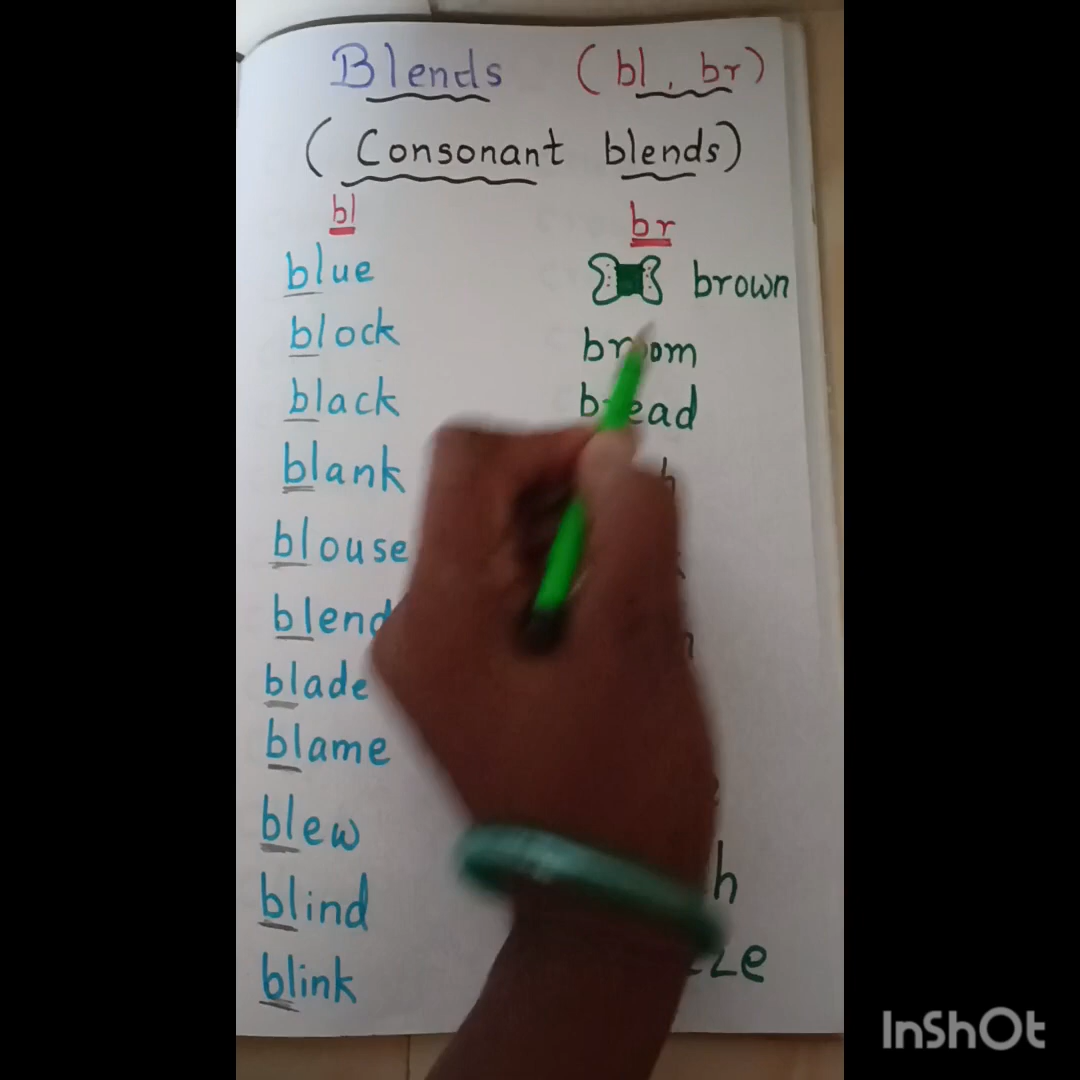 Blends (bl, br)
(Consonant blends)
bl br
blue brown
block broom
black bread
blank
blouse
blend
blade
blame
blew
blind
blink
InShOt